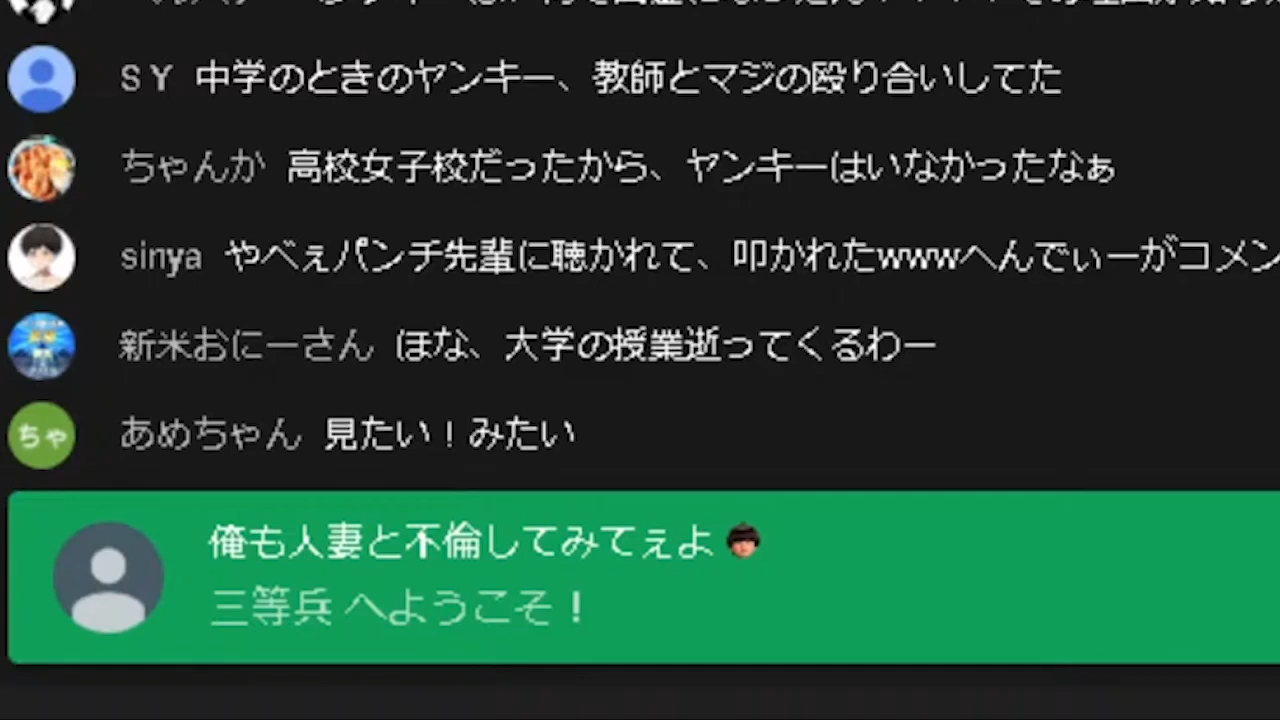 S Y 中学のときのヤンキー、教師とマジの殴り合いしてた
ちゃんか 高校女子校だったから、ヤンキーはいなかったなぁ
sinya やべぇパンチ先輩に聴かれて、叩かれたwwwへんでぃーがコメン
新米おにーさん ほな、大学の授業逝ってくるわー
ちゃ
あめちゃん 見たい！みたい
俺も人妻と不倫してみてぇよ
三等兵 へようこそ！